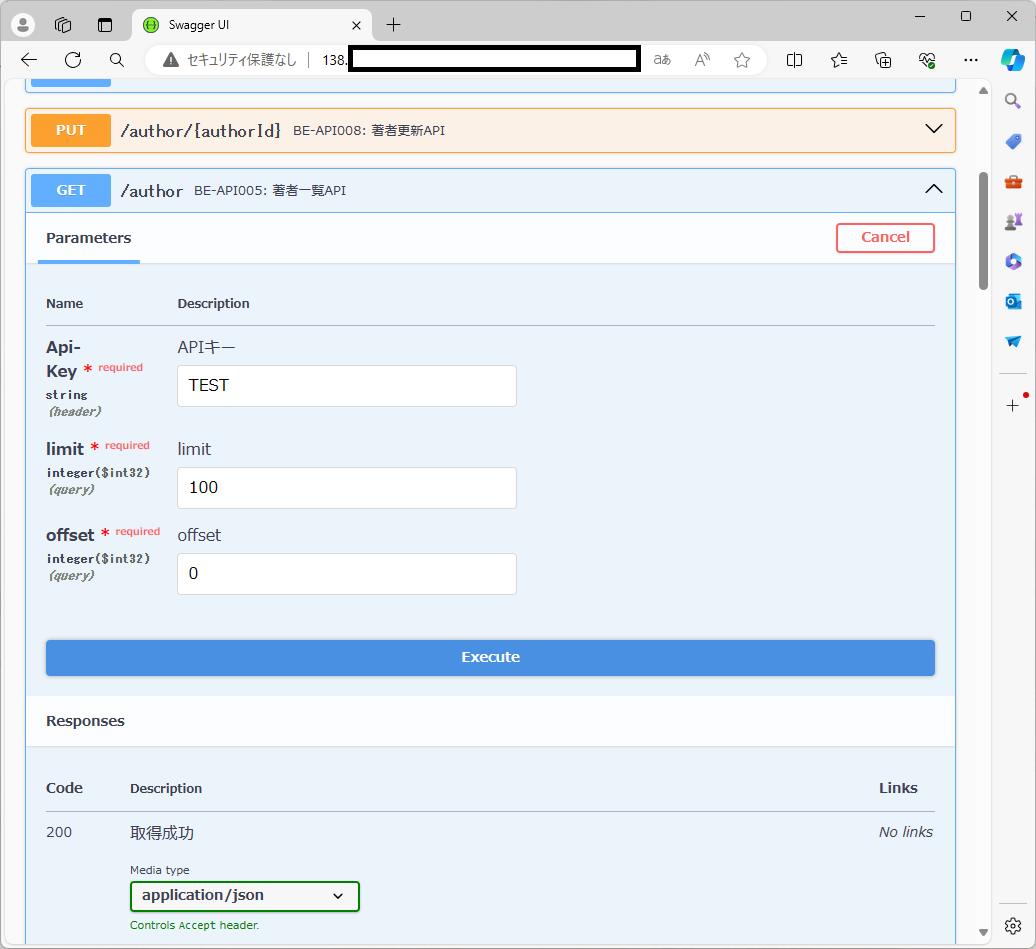 Swagger UI
セキュリティ保護なし 138.
aあ
PUT /author/{authorId} BE-API008: 著者更新API
GET /author BE-API005: 著者一覧API
Parameters Cancel
Name Description
Api-
Key * required
string
(header)
APIキー
TEST
limit * required
integer($int32)
(query)
limit
100
offset * required
integer($int32)
(query)
offset
0
Execute
Responses
Code Description Links
200 取得成功 No links
Media type
application/json
Controls Accept header.